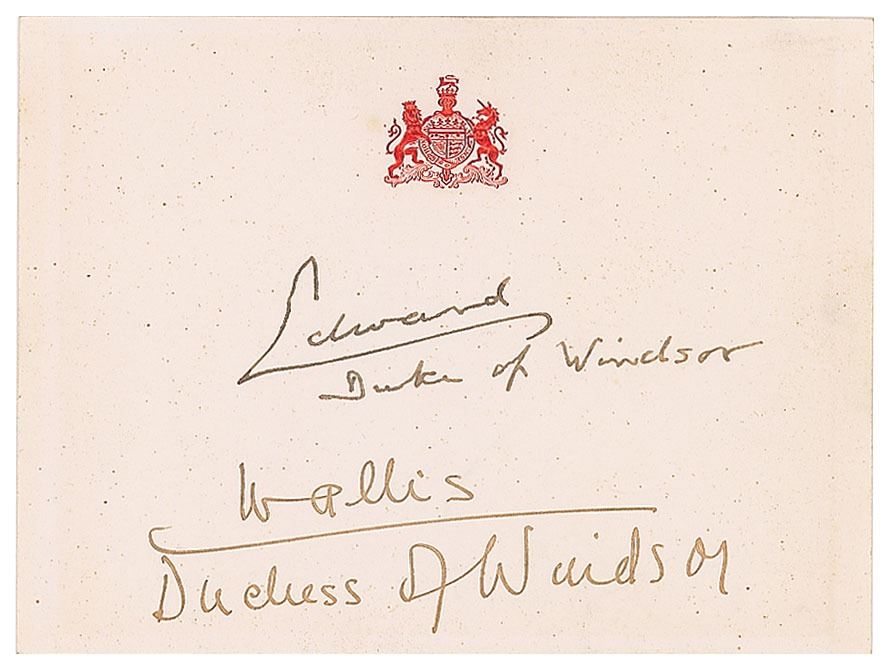 Edward
Duke of Windsor
Wallis
Duchess of Windsor